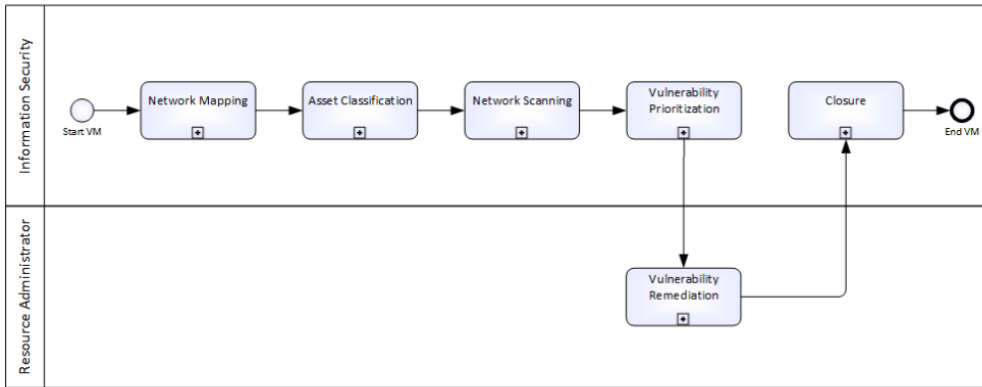 Information Security
Start VM
Network Mapping
Asset Classification
Network Scanning
Vulnerability
Prioritization
Closure
End VM
Resource Administrator
Vulnerability
Remediation